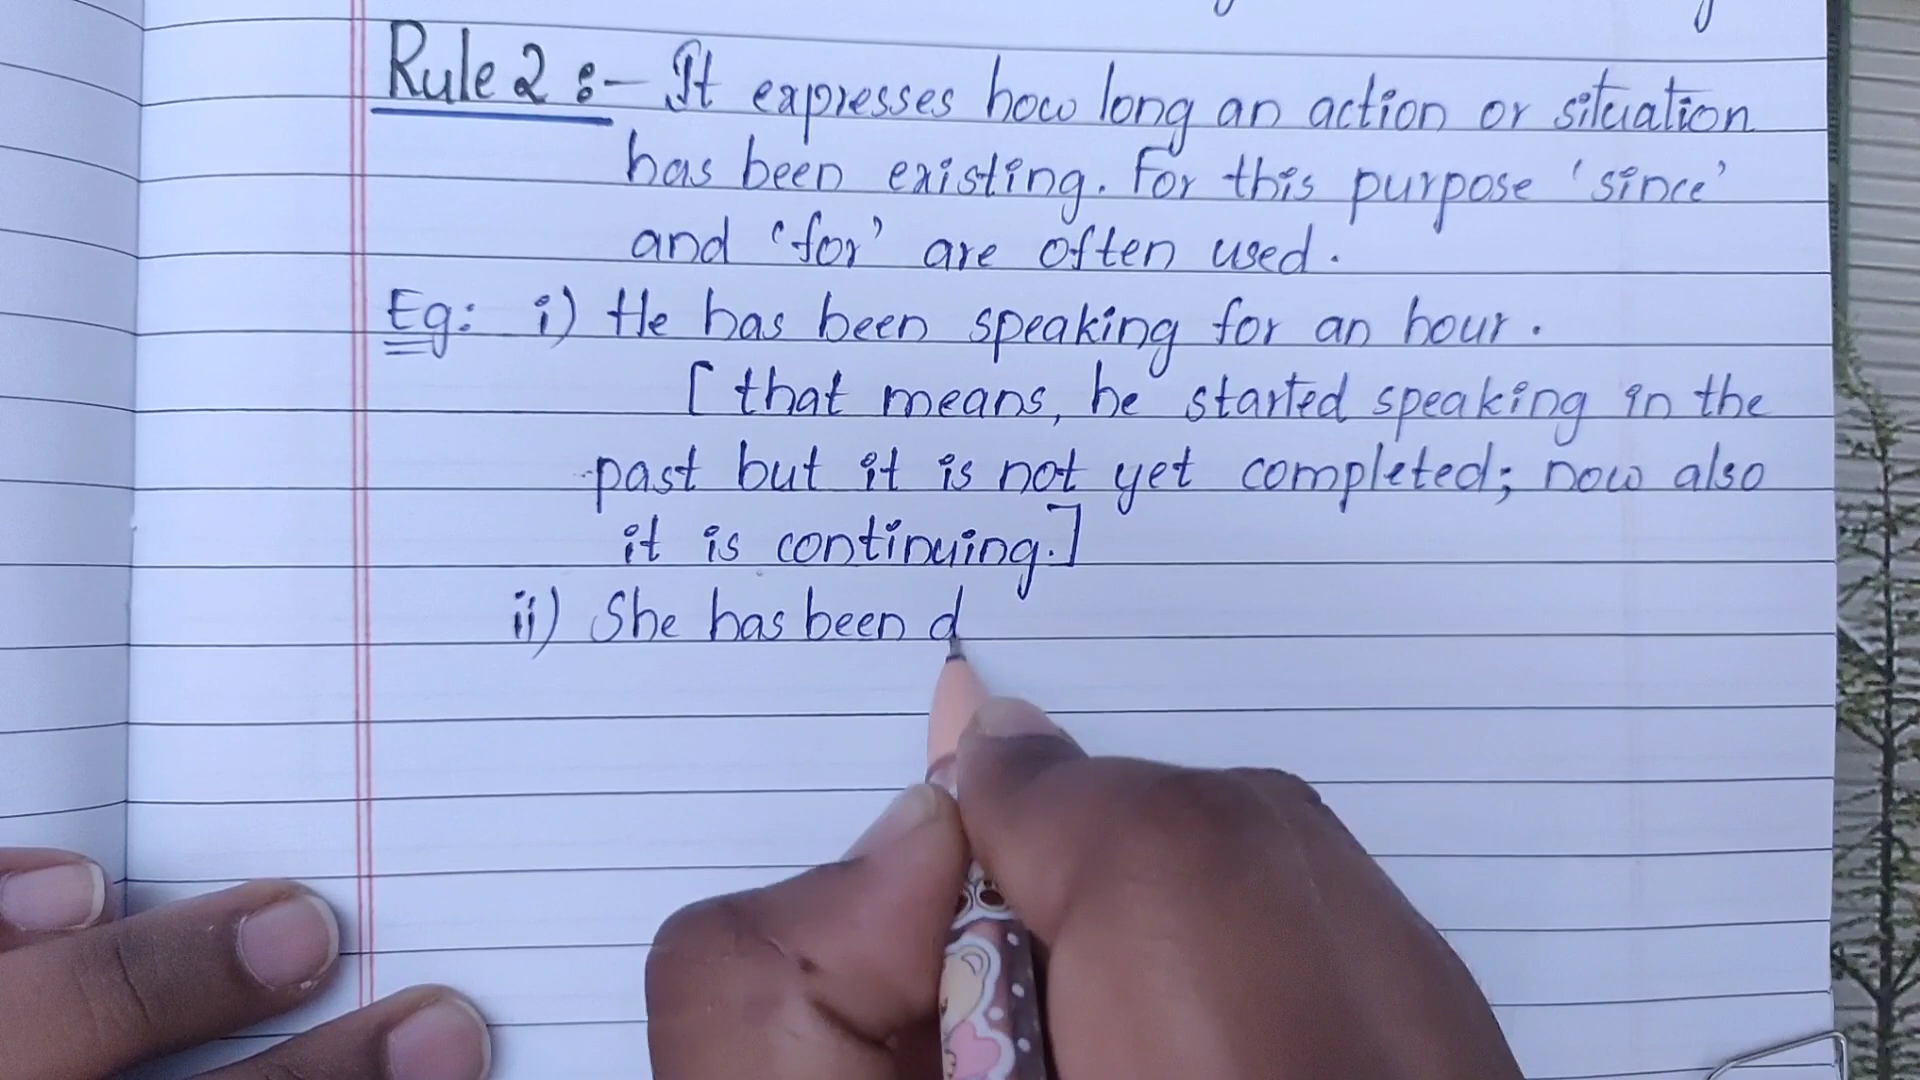 Rule 2 :- It expresses how long an action or situation
has been existing. For this purpose 'since'
and 'for' are often used.
Eg: i) He has been speaking for an hour.
[ that means, he started speaking in the
past but it is not yet completed; now also
it is continuing.]
ii) She has been d